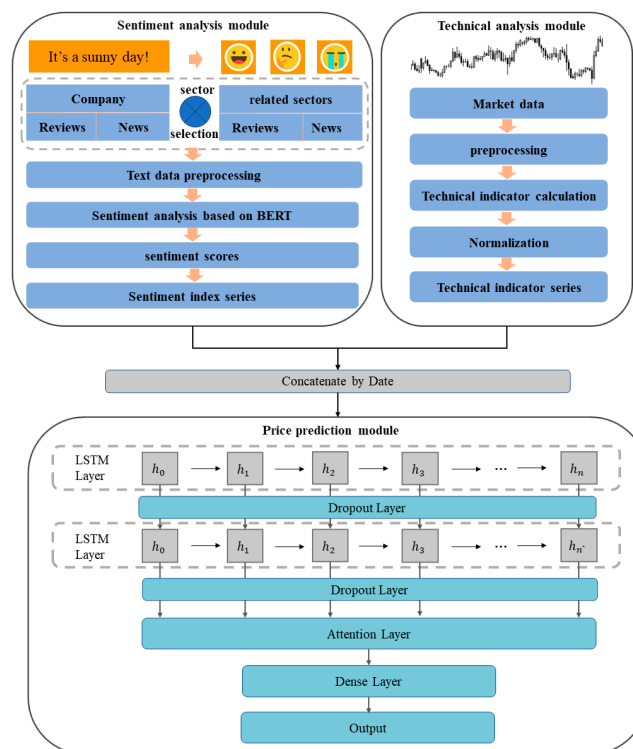 Sentiment analysis module
It's a sunny day!
Company
Reviews
News
sector
selection
related sectors
Reviews
News
Text data preprocessing
Sentiment analysis based on BERT
sentiment scores
Sentiment index series
Technical analysis module
Market data
preprocessing
Technical indicator calculation
Normalization
Technical indicator series
Concatenate by Date
Price prediction module
LSTM
Layer
h0
h1
h2
h3
...
hn
Dropout Layer
LSTM
Layer
h0
h1
h2
h3
...
hn`
Dropout Layer
Attention Layer
Dense Layer
Output